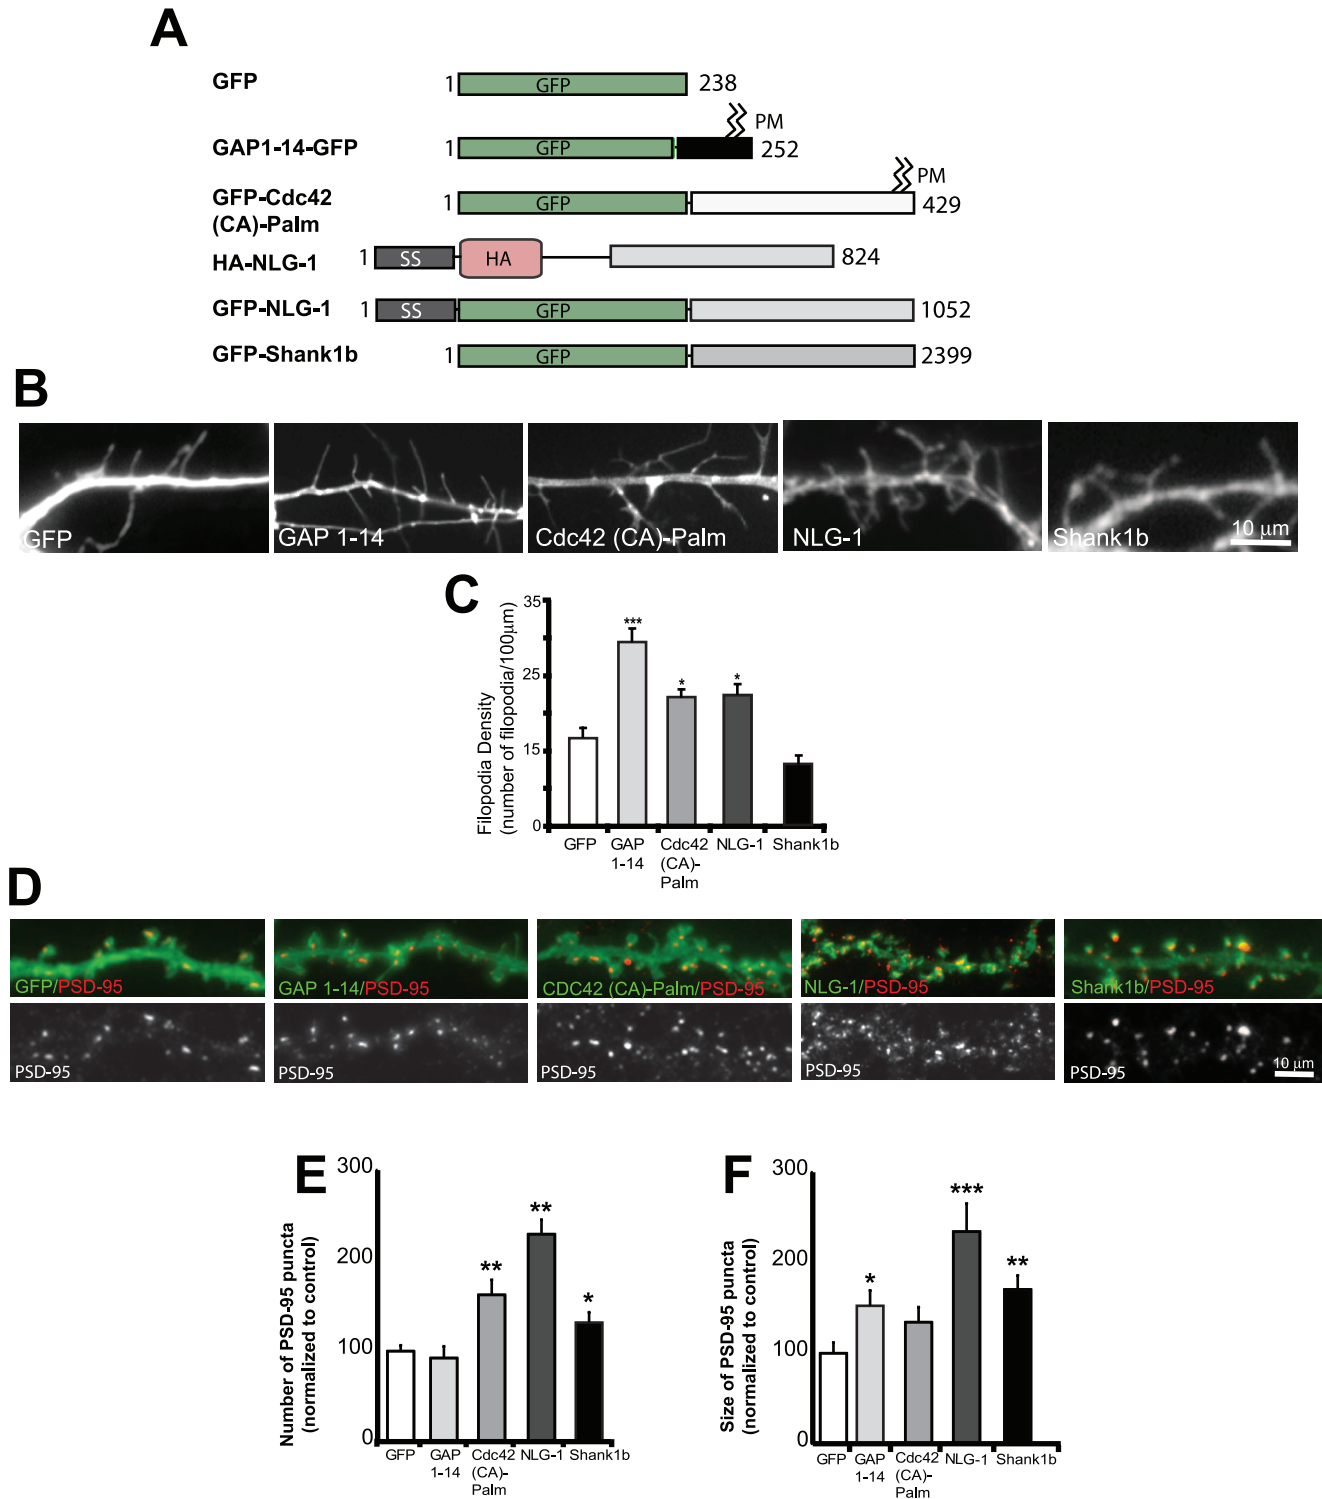 A
GFP 1 GFP 238
PM
GAP1-14-GFP 1 GFP 252
PM
GFP-Cdc42 1 GFP 429
(CA)-Palm
HA-NLG-1 1 SS HA 824
GFP-NLG-1 1 SS GFP 1052
GFP-Shank1b 1 GFP 2399
B
GFP
GAP 1-14
Cdc42 (CA)-Palm
NLG-1
Shank1b
10 µm
C
Filopodia Density
(number of filopodia/100µm)
35
25
15
0
***
*
*
GFP
GAP
1-14
Cdc42
(CA)-
Palm
NLG-1
Shank1b
D
GFP/PSD-95
GAP 1-14/PSD-95
CDC42 (CA)-Palm/PSD-95
NLG-1/PSD-95
Shank1b/PSD-95
PSD-95
PSD-95
PSD-95
PSD-95
PSD-95
10 µm
E
Number of PSD-95 puncta
(normalized to control)
300
200
100
0
**
**
*
GFP
GAP
1-14
Cdc42
(CA)-
Palm
NLG-1
Shank1b
F
Size of PSD-95 puncta
(normalized to control)
300
200
100
0
*
***
**
GFP
GAP
1-14
Cdc42
(CA)-
Palm
NLG-1
Shank1b